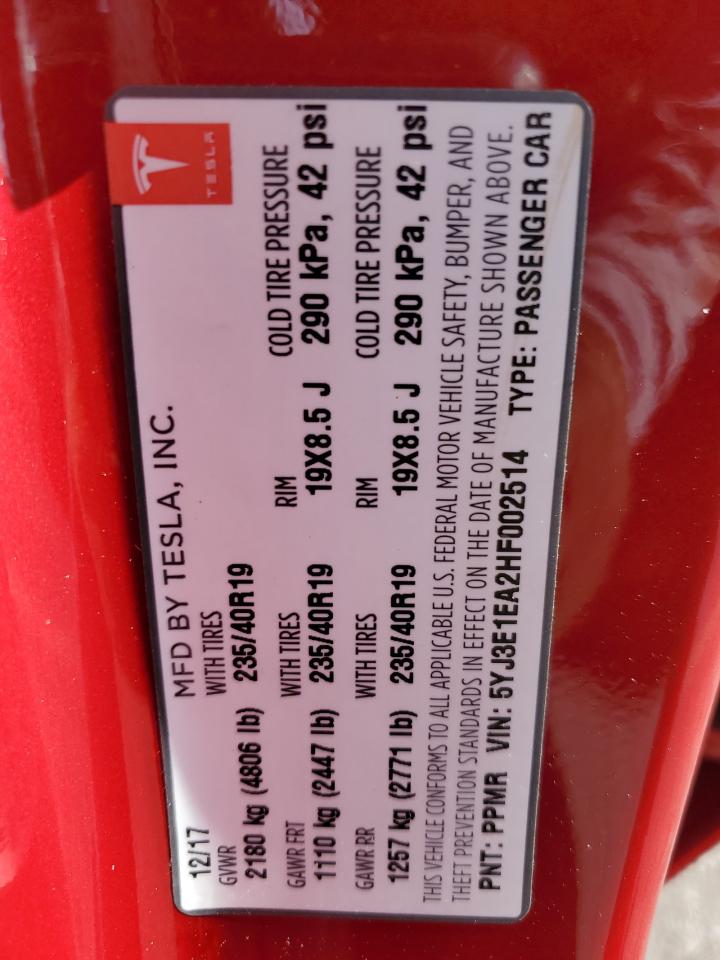 TESLA
MFD BY TESLA, INC.
12/17
GVWR WITH TIRES
2180 kg (4806 lb) 235/40R19
GAWR FRT WITH TIRES RIM COLD TIRE PRESSURE
1110 kg (2447 lb) 235/40R19 19X8.5 J 290 kPa, 42 psi
GAWR RR WITH TIRES RIM COLD TIRE PRESSURE
1257 kg (2771 lb) 235/40R19 19X8.5 J 290 kPa, 42 psi
THIS VEHICLE CONFORMS TO ALL APPLICABLE U.S. FEDERAL MOTOR VEHICLE SAFETY, BUMPER, AND
THEFT PREVENTION STANDARDS IN EFFECT ON THE DATE OF MANUFACTURE SHOWN ABOVE.
PNT: PPMR VIN: 5YJ3E1EA2HF002514 TYPE: PASSENGER CAR